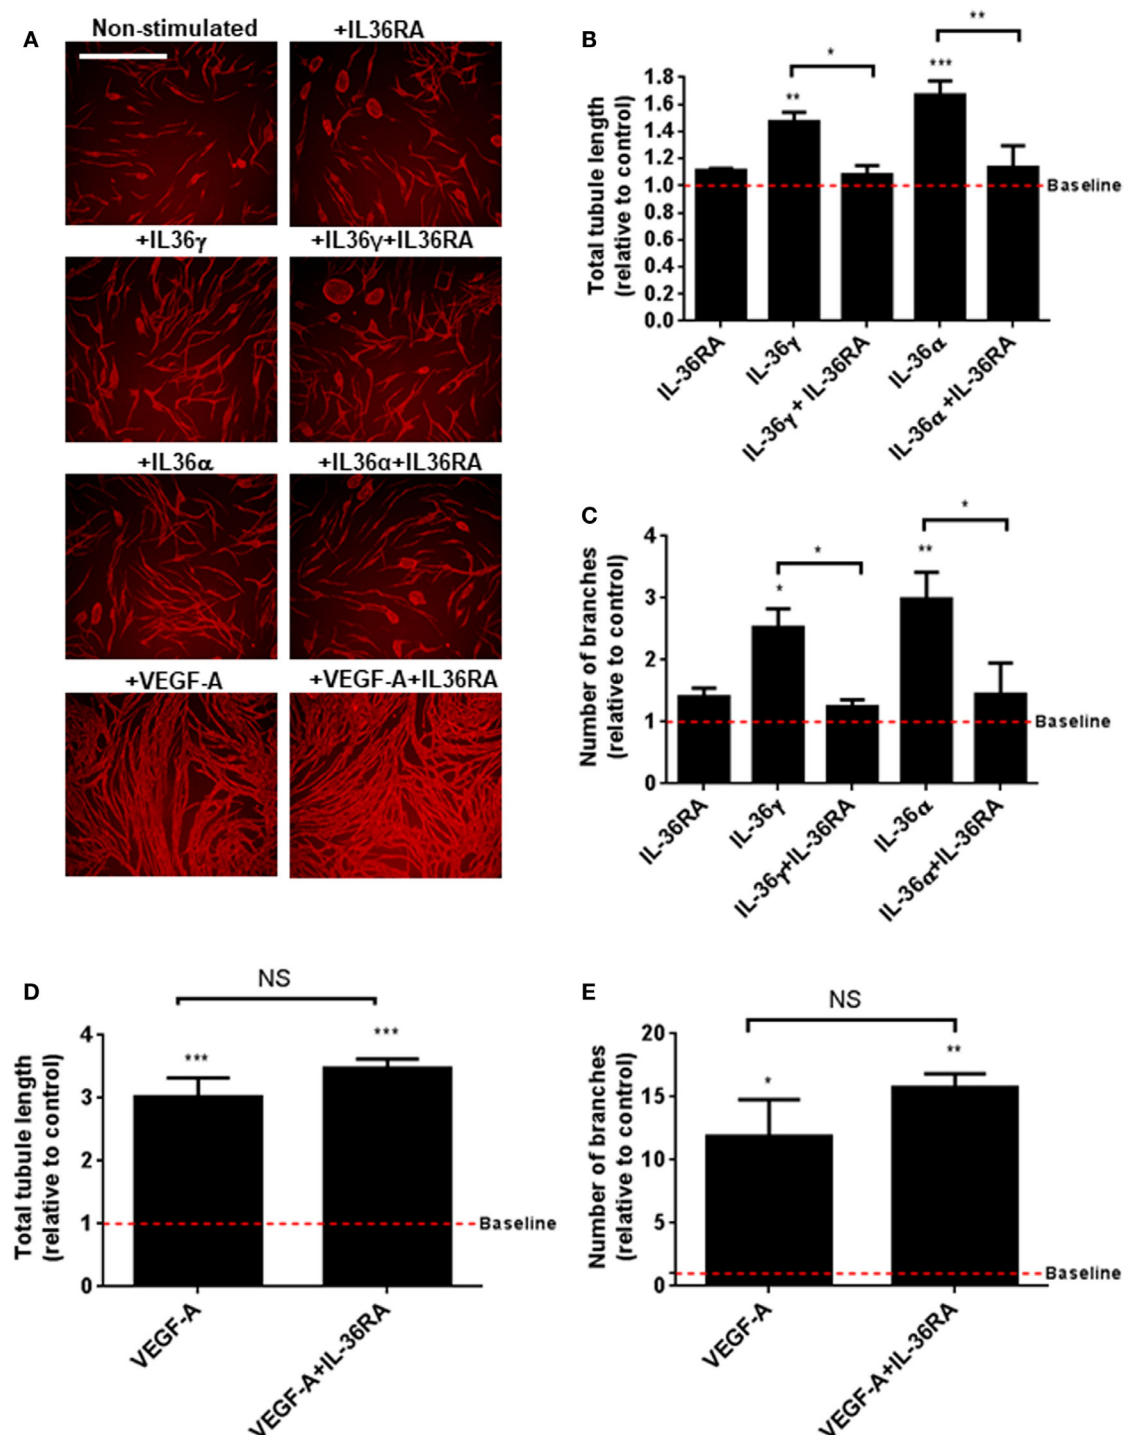 A
Non-stimulated
+IL36RA
+IL36γ
+IL36γ+IL36RA
+IL36α
+IL36α+IL36RA
+VEGF-A
+VEGF-A+IL36RA
B
Total tubule length
(relative to control)
1.8
1.6
1.4
1.2
1.0
0.8
0.6
0.4
0.2
0.0
**
*
***
**
Baseline
IL-36RA
IL-36γ
IL-36γ + IL-36RA
IL-36α
IL-36α +IL-36RA
C
Number of branches
(relative to control)
4
3
2
1
0
*
*
**
*
Baseline
IL-36RA
IL-36γ
IL-36γ+IL-36RA
IL-36α
IL-36α+IL-36RA
D
Total tubule length
(relative to control)
4
3
2
1
0
NS
***
***
Baseline
VEGF-A
VEGF-A+IL-36RA
E
Number of branches
(relative to control)
20
15
10
5
0
NS
*
**
Baseline
VEGF-A
VEGF-A+IL-36RA